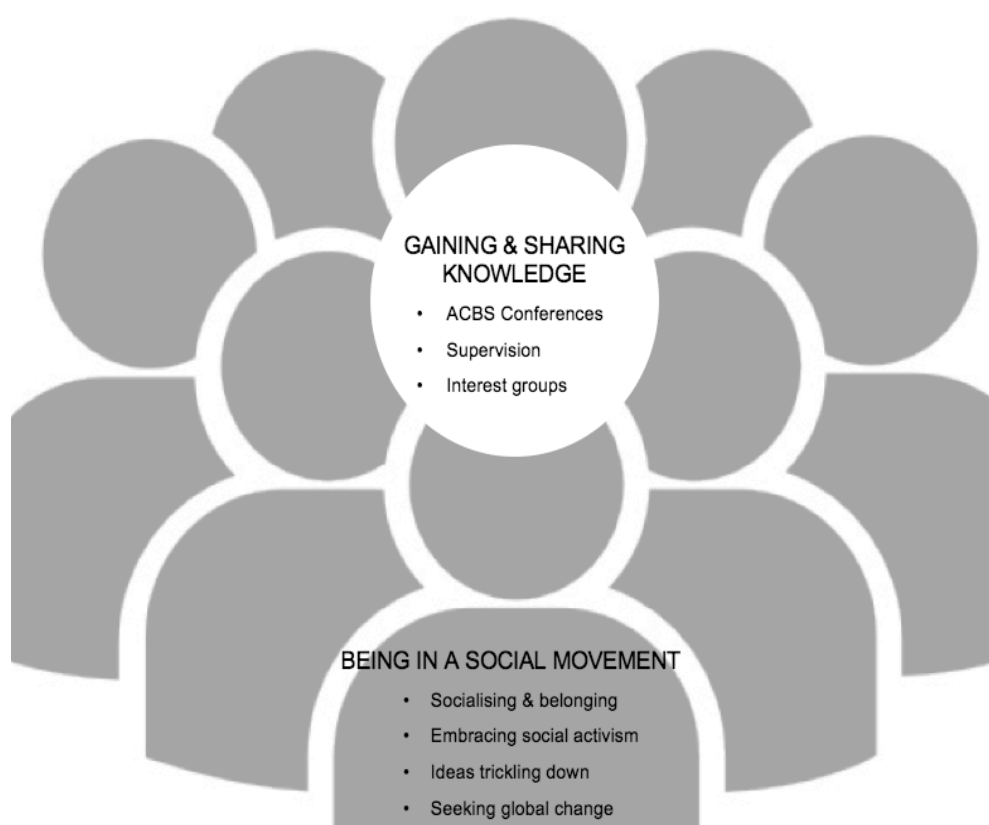 GAINING & SHARING
KNOWLEDGE
• ACBS Conferences
• Supervision
• Interest groups
BEING IN A SOCIAL MOVEMENT
• Socialising & belonging
• Embracing social activism
• Ideas trickling down
• Seeking global change